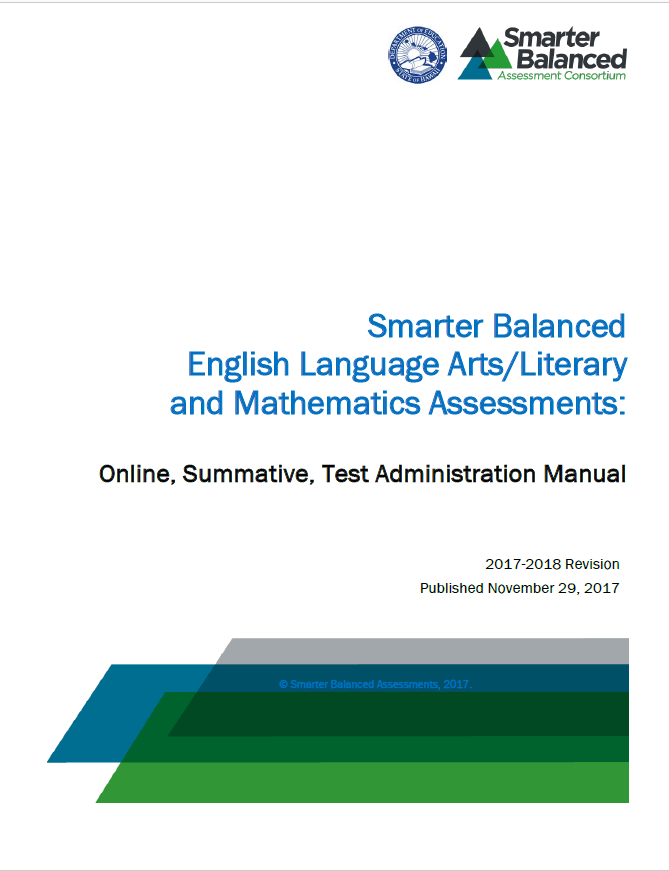 DEPARTMENT OF EDUCATION
STATE OF HAWAII
Smarter
Balanced
Assessment Consortium
Smarter Balanced
English Language Arts/Literary
and Mathematics Assessments:
Online, Summative, Test Administration Manual
2017-2018 Revision
Published November 29, 2017
© Smarter Balanced Assessments, 2017.